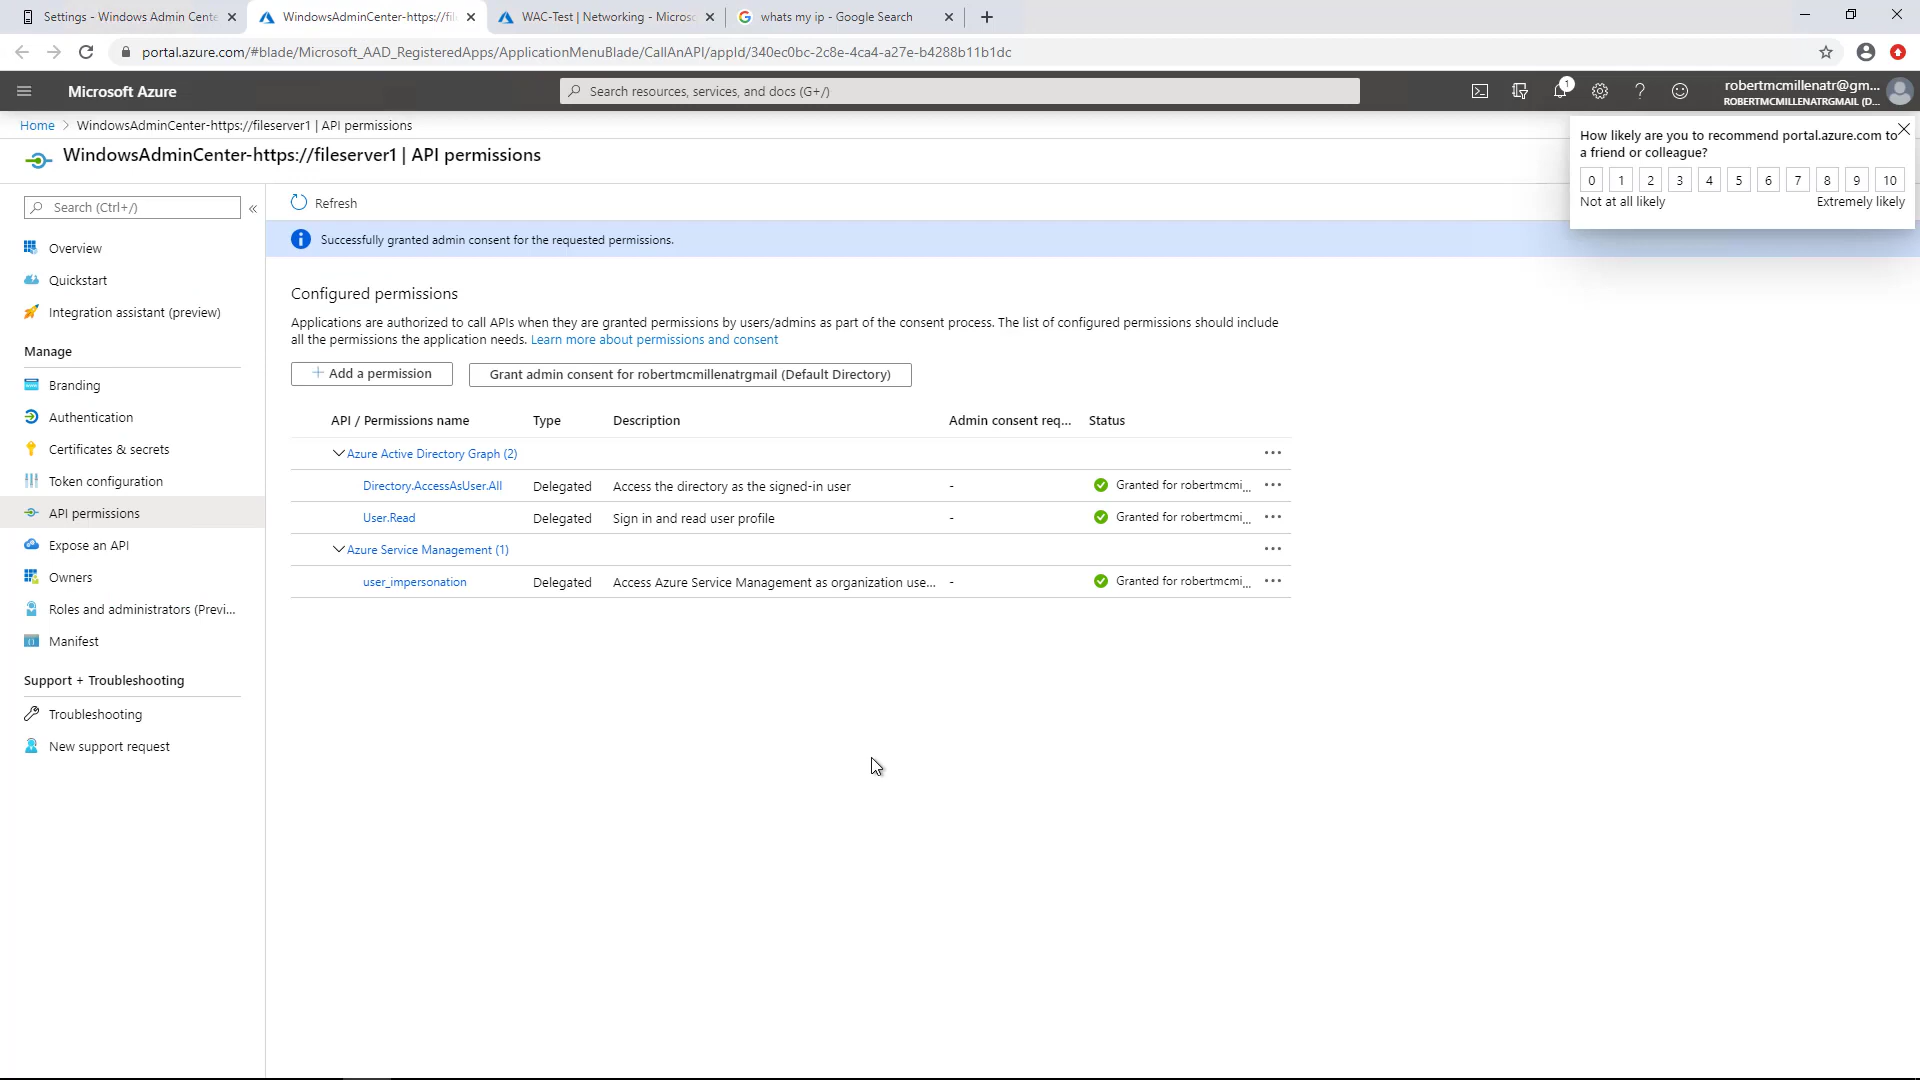 Settings - Windows Admin Cente
WindowsAdminCenter-https://fil
WAC-Test | Networking - Microso
whats my ip - Google Search
portal.azure.com/#blade/Microsoft_AAD_RegisteredApps/ApplicationMenuBlade/CallAnAPI/appId/340ec0bc-2c8e-4ca4-a27e-b4288b11b1dc
Microsoft Azure
Search resources, services, and docs (G+/)
1
robertmcmillenatr@gm...
ROBERTMCMILLENATRGMAIL (D...
Home > WindowsAdminCenter-https://fileserver1 | API permissions
WindowsAdminCenter-https://fileserver1 | API permissions
How likely are you to recommend portal.azure.com to
a friend or colleague?
0 1 2 3 4 5 6 7 8 9 10
Not at all likely Extremely likely
Search (Ctrl+/)
«
Overview
Quickstart
Integration assistant (preview)
Manage
Branding
Authentication
Certificates & secrets
Token configuration
API permissions
Expose an API
Owners
Roles and administrators (Previ...
Manifest
Support + Troubleshooting
Troubleshooting
New support request
Refresh
Successfully granted admin consent for the requested permissions.
Configured permissions
Applications are authorized to call APIs when they are granted permissions by users/admins as part of the consent process. The list of configured permissions should include
all the permissions the application needs. Learn more about permissions and consent
+ Add a permission
Grant admin consent for robertmcmillenatrgmail (Default Directory)
API / Permissions name Type Description Admin consent req... Status
Azure Active Directory Graph (2) ...
Directory.AccessAsUser.All Delegated Access the directory as the signed-in user - Granted for robertmcmi... ...
User.Read Delegated Sign in and read user profile - Granted for robertmcmi... ...
Azure Service Management (1) ...
user_impersonation Delegated Access Azure Service Management as organization use... - Granted for robertmcmi... ...